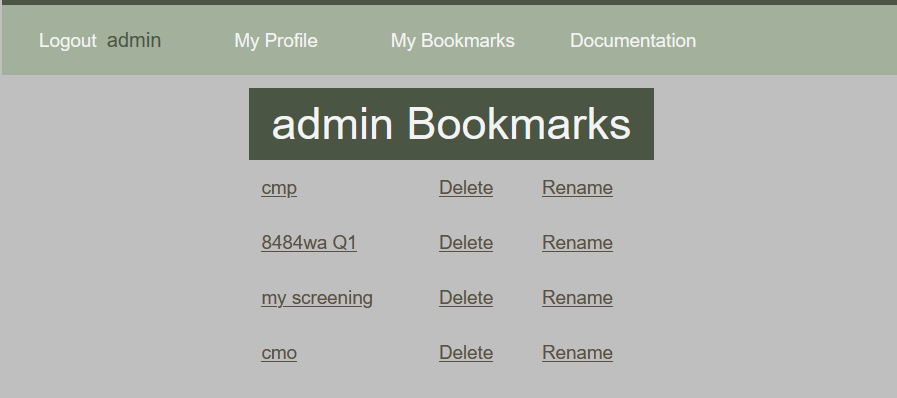 Logout admin My Profile My Bookmarks Documentation
admin Bookmarks
cmp Delete Rename
8484wa Q1 Delete Rename
my screening Delete Rename
cmo Delete Rename